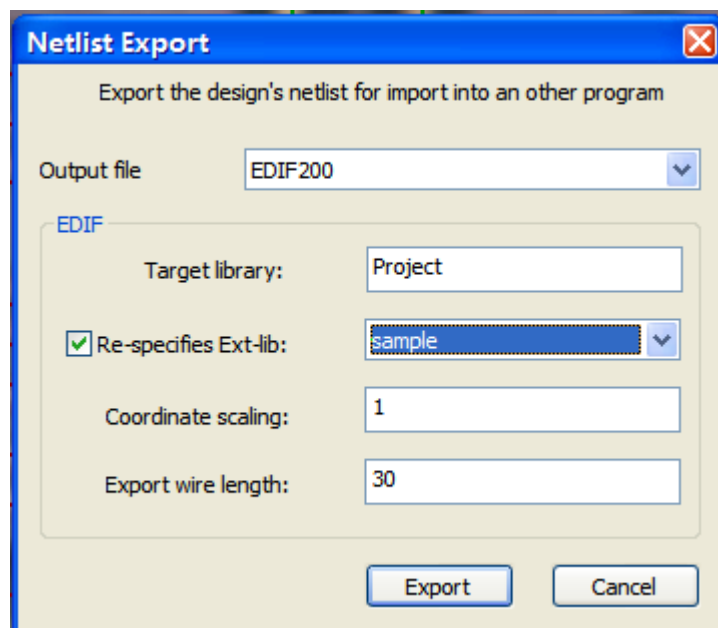 Netlist Export
Export the design's netlist for import into an other program
Output file EDIF200
EDIF
Target library: Project
Re-specifies Ext-lib: sample
Coordinate scaling: 1
Export wire length: 30
Export Cancel